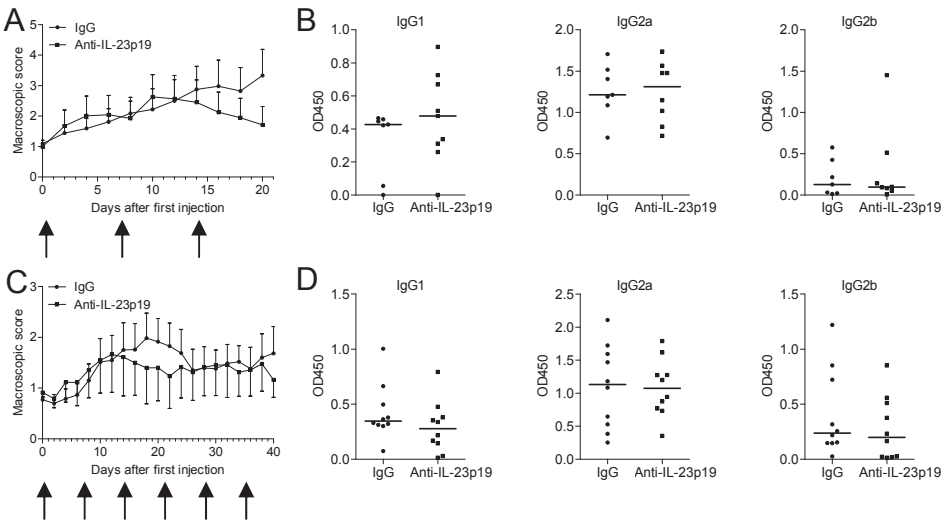 A
IgG
Anti-IL-23p19
Macroscopic score
5
4
3
2
1
0
0 5 10 15 20
Days after first injection
B
IgG1
OD450
1.0
0.8
0.6
0.4
0.2
0.0
IgG Anti-IL-23p19
IgG2a
OD450
2.0
1.5
1.0
0.5
0.0
IgG Anti-IL-23p19
IgG2b
OD450
2.0
1.5
1.0
0.5
0.0
IgG Anti-IL-23p19
C
IgG
Anti-IL-23p19
Macroscopic score
3
2
1
0
0 10 20 30 40
Days after first injection
D
IgG1
OD450
1.5
1.0
0.5
0.0
IgG Anti-IL-23p19
IgG2a
OD450
2.5
2.0
1.5
1.0
0.5
0.0
IgG Anti-IL-23p19
IgG2b
OD450
1.5
1.0
0.5
0.0
IgG Anti-IL-23p19